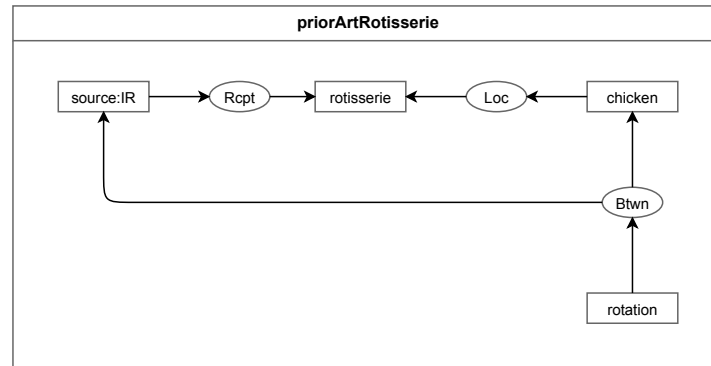 priorArtRotisserie
source:IR
Rcpt
rotisserie
Loc
chicken
Btwn
rotation